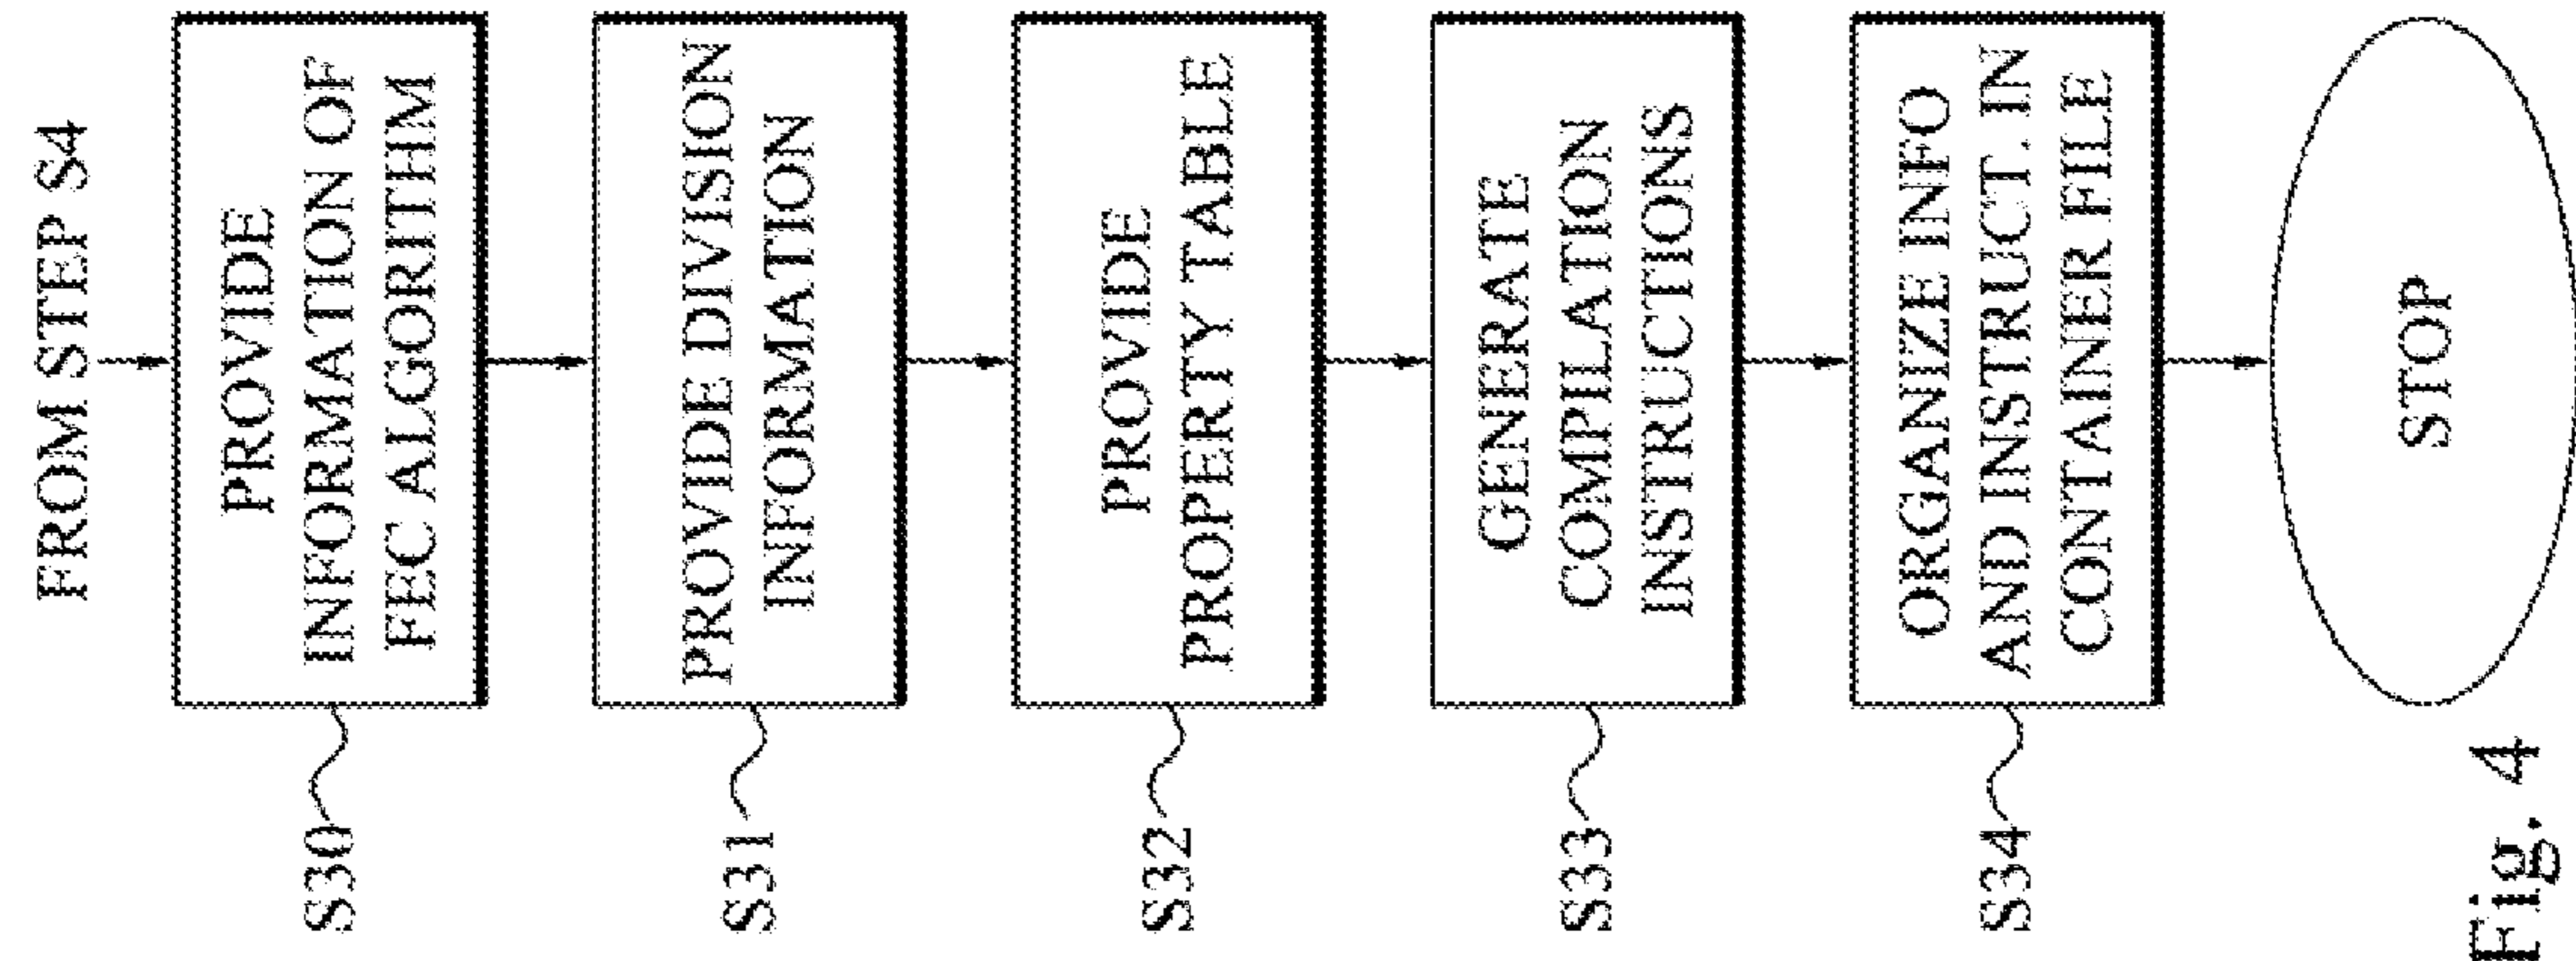 FROM STEP S4
S30
PROVIDE
INFORMATION OF
FEC ALGORITHM
S31
PROVIDE DIVISION
INFORMATION
S32
PROVIDE
PROPERTY TABLE
S33
GENERATE
COMPILATION
INSTRUCTIONS
S34
ORGANIZE INFO
AND INSTRUCT. IN
CONTAINER FILE
STOP
Fig. 4